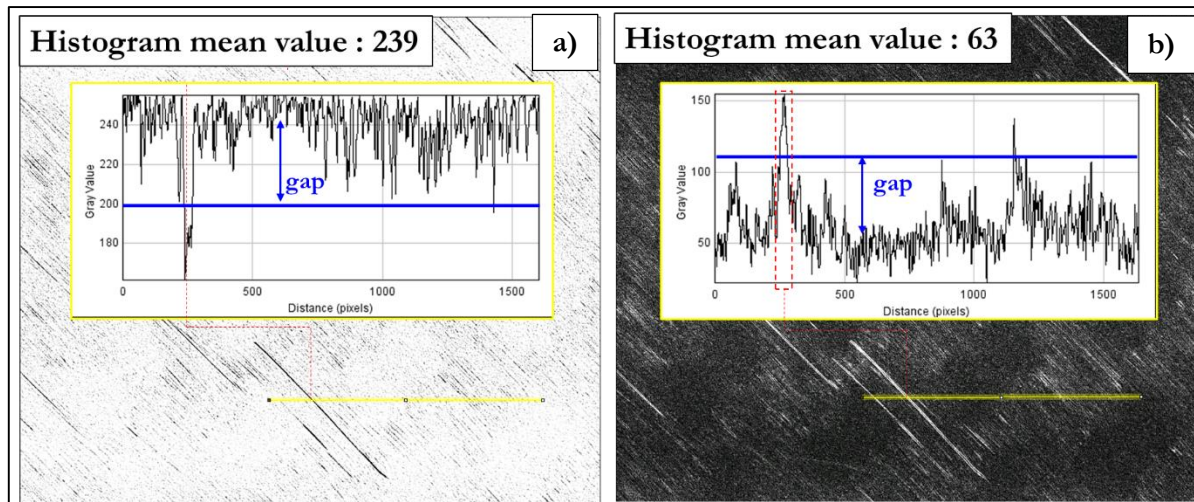 Histogram mean value : 239
a)
240
220
200
180
Gray Value
gap
0
500
1000
1500
Distance (pixels)
Histogram mean value : 63
b)
150
100
50
Gray Value
gap
0
500
1000
1500
Distance (pixels)